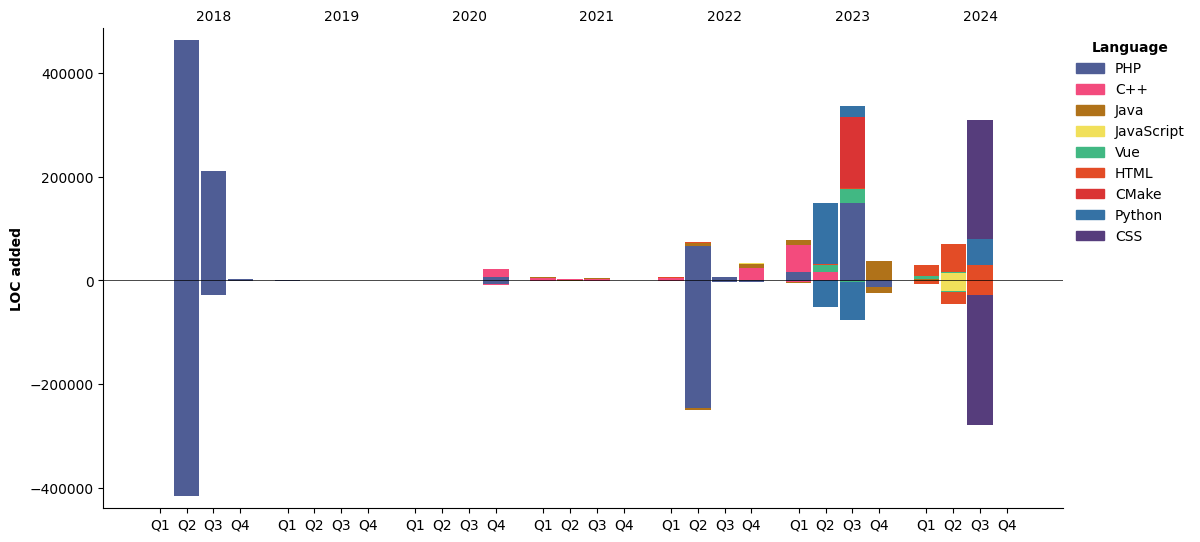 2018 2019 2020 2021 2022 2023 2024
Language
PHP
C++
Java
JavaScript
Vue
HTML
CMake
Python
CSS
LOC added
400000
200000
0
−200000
−400000
Q1 Q2 Q3 Q4 Q1 Q2 Q3 Q4 Q1 Q2 Q3 Q4 Q1 Q2 Q3 Q4 Q1 Q2 Q3 Q4 Q1 Q2 Q3 Q4 Q1 Q2 Q3 Q4